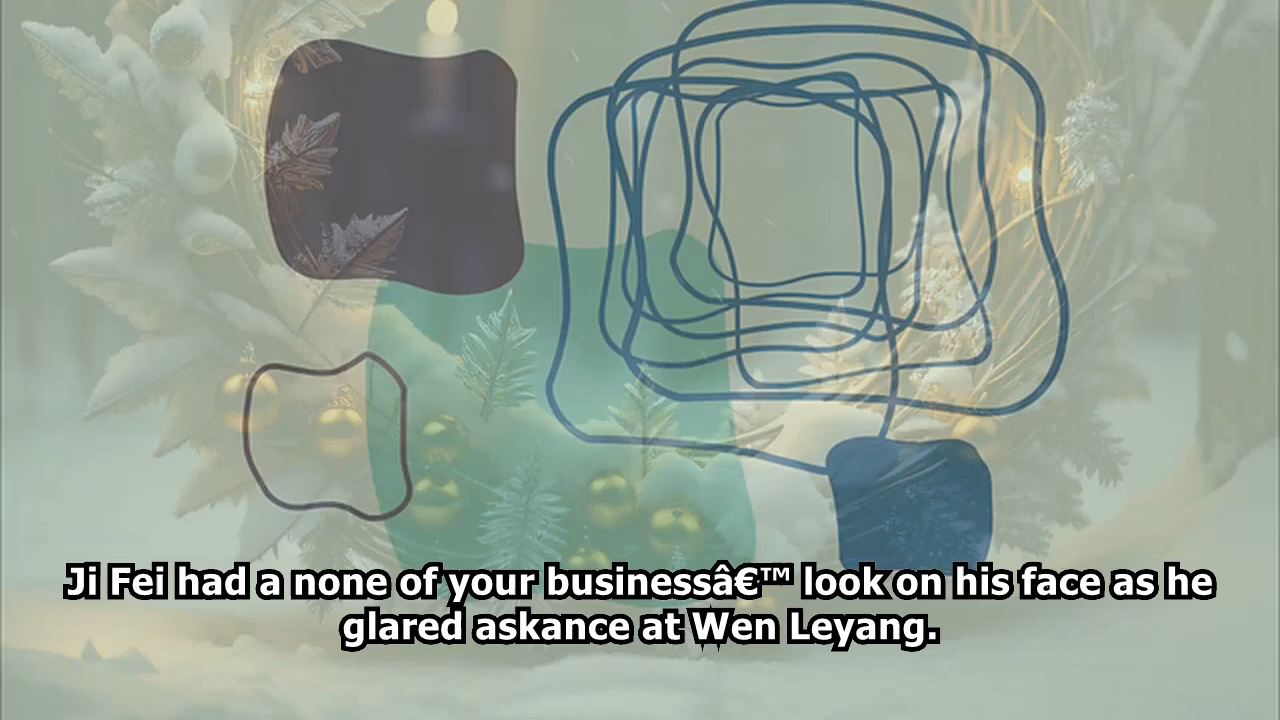 Ji Fei had a none of your businessâ€™ look on his face as he
glared askance at Wen Leyang.